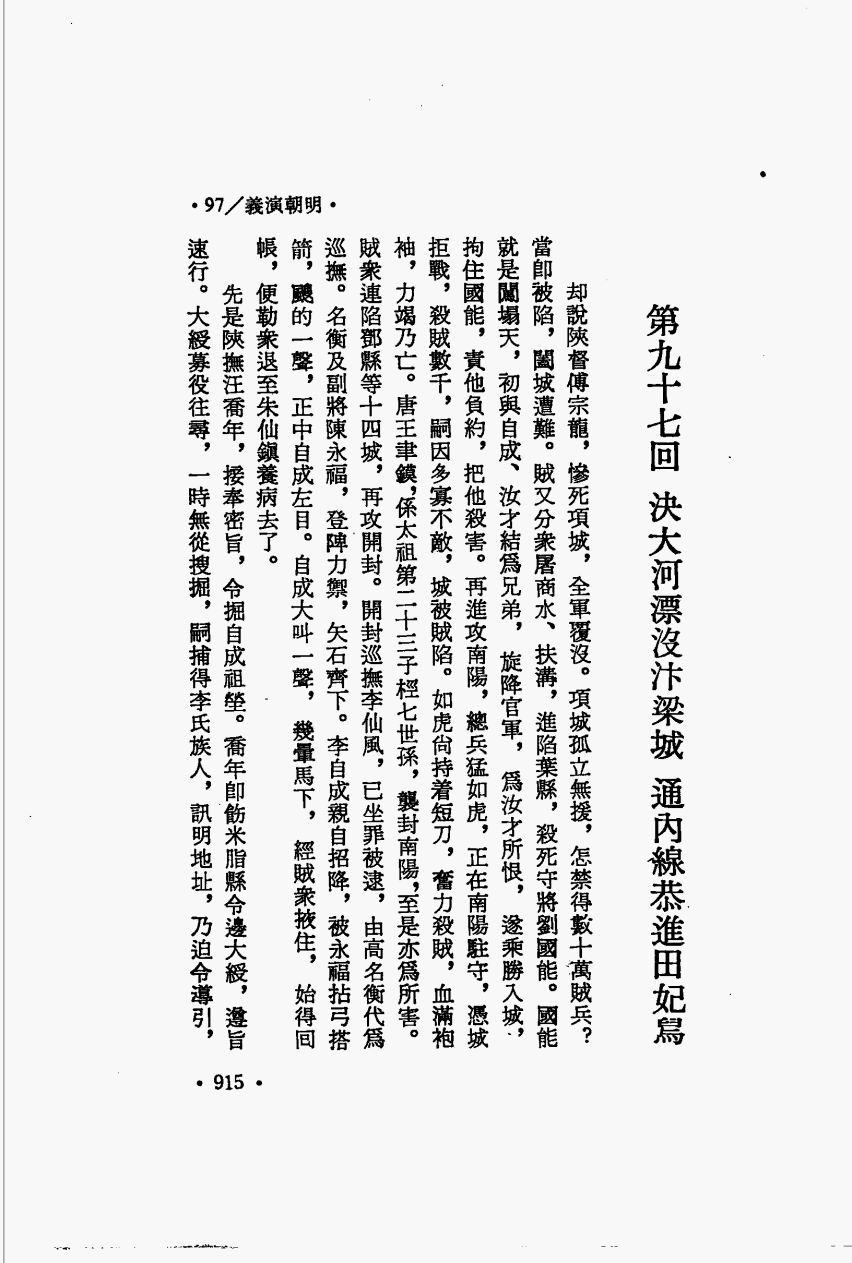 ·97／義演朝明·
第九十七回 決大河漂沒汴梁城 通內線恭進田妃舄
却說陝督傅宗龍，慘死項城，全軍覆沒。項城孤立無援，怎禁得數十萬賊兵？
當卽被陷，闔城遭難。賊又分衆屠商水、扶溝，進陷葉縣，殺死守將劉國能。國能
就是闖塌天，初與自成、汝才結爲兄弟，旋降官軍，爲汝才所恨，遂乘勝入城，
拘住國能，責他負約，把他殺害。再進攻南陽，總兵猛如虎，正在南陽駐守，憑城
拒戰，殺賊數千，嗣因多寡不敵，城被賊陷。如虎尙持着短刀，奮力殺賊，血滿袍
袖，力竭乃亡。唐王聿鏌，係太祖第二十三子桱七世孫，襲封南陽，至是亦爲所害。
賊衆連陷鄧縣等十四城，再攻開封。開封巡撫李仙風，已坐罪被逮，由高名衡代爲
巡撫。名衡及副將陳永福，登陴力禦，矢石齊下。李自成親自招降，被永福拈弓搭
箭，颼的一聲，正中自成左目。自成大叫一聲，幾暈馬下，經賊衆掖住，始得回
帳，便勒衆退至朱仙鎭養病去了。
先是陝撫汪喬年，接奉密旨，令掘自成祖塋。喬年卽飭米脂縣令邊大綬，遵旨
速行。大綬募役往尋，一時無從搜掘，嗣捕得李氏族人，訊明地址，乃迫令導引，
·915·